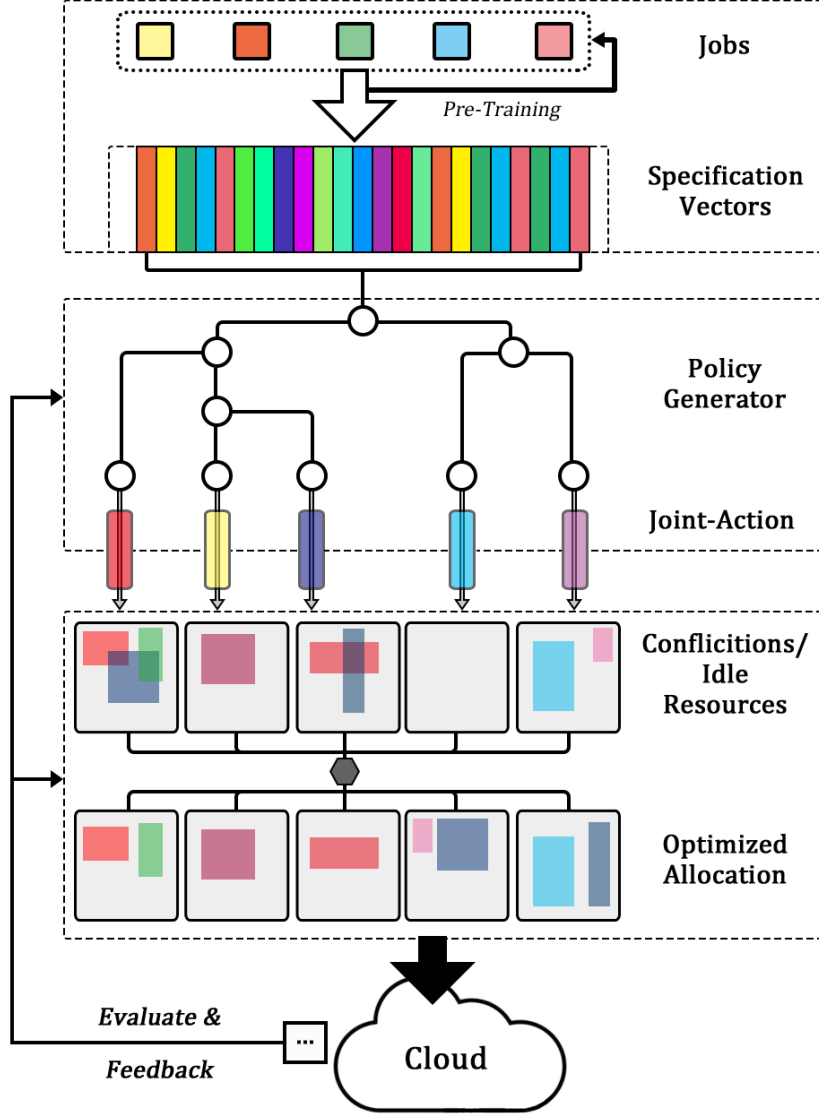 Jobs
Pre-Training
Specification
Vectors
Policy
Generator
Joint-Action
Conflicitions/
Idle
Resources
Optimized
Allocation
Evaluate &
Feedback
...
Cloud